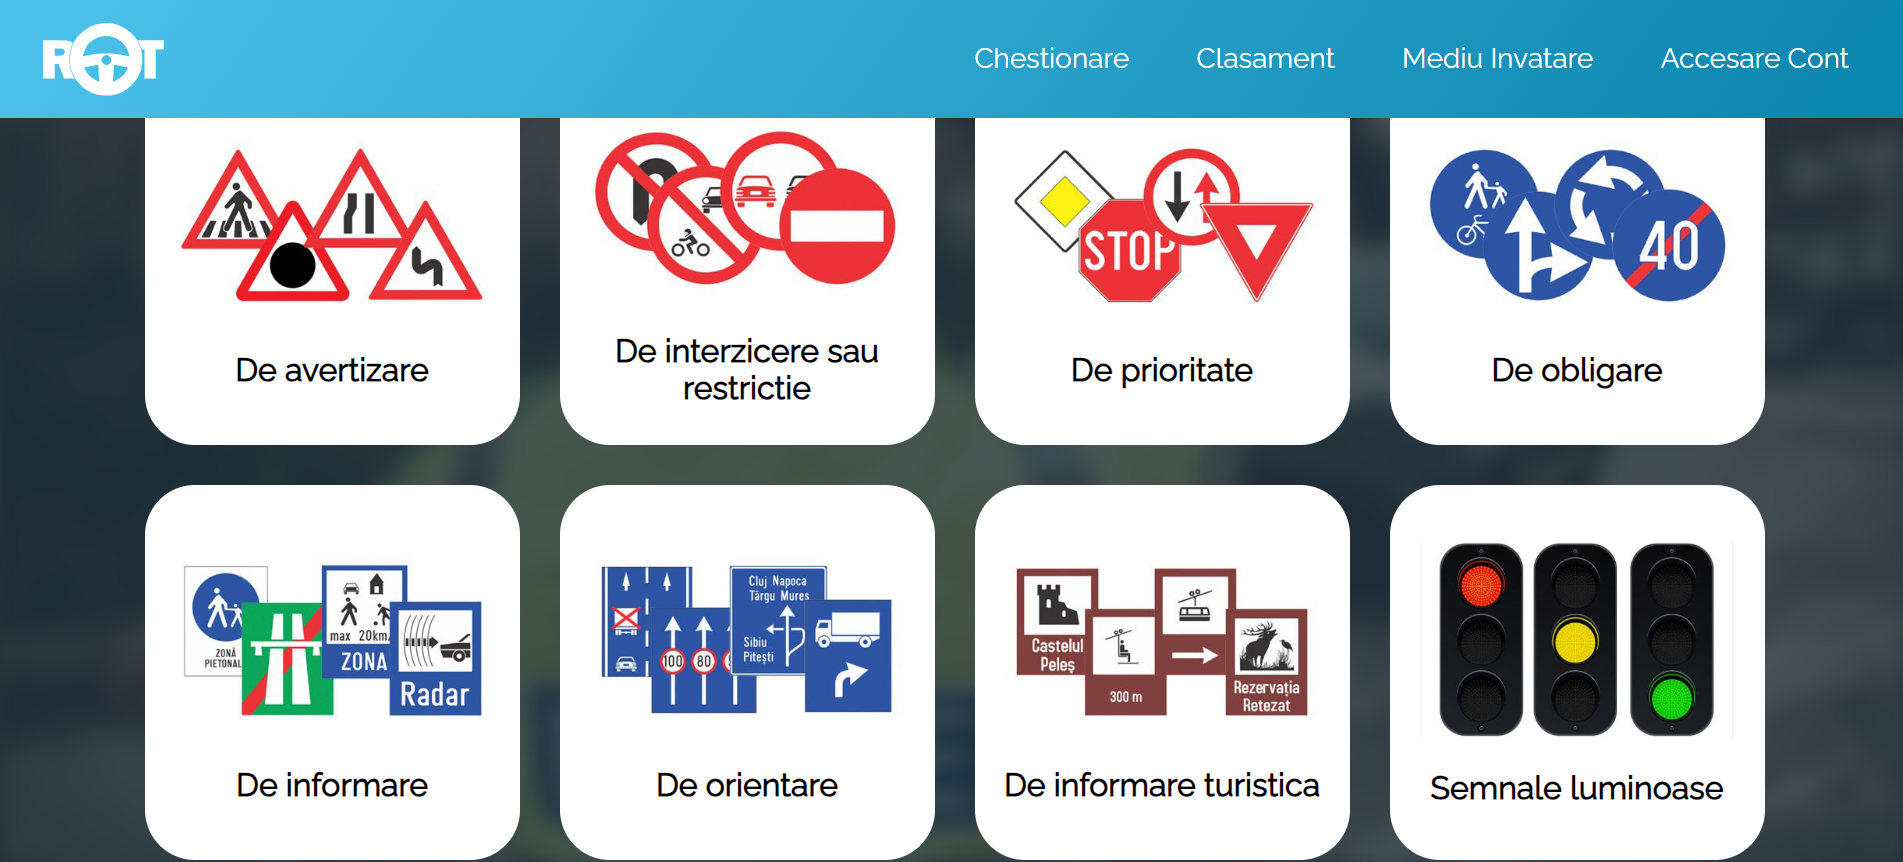 ROT
Chestionare
Clasament
Mediu Invatare
Accesare Cont
STOP
40
De avertizare
De interzicere sau
restrictie
De prioritate
De obligare
ZONĂ
PIETONAL
max 20km/
ZONA
Radar
100
80
Cluj Napoca
Târgu Mureș
Sibiu
Pitești
Castelul
Peleș
300 m
Rezervația
Retezat
De informare
De orientare
De informare turistica
Semnale luminoase